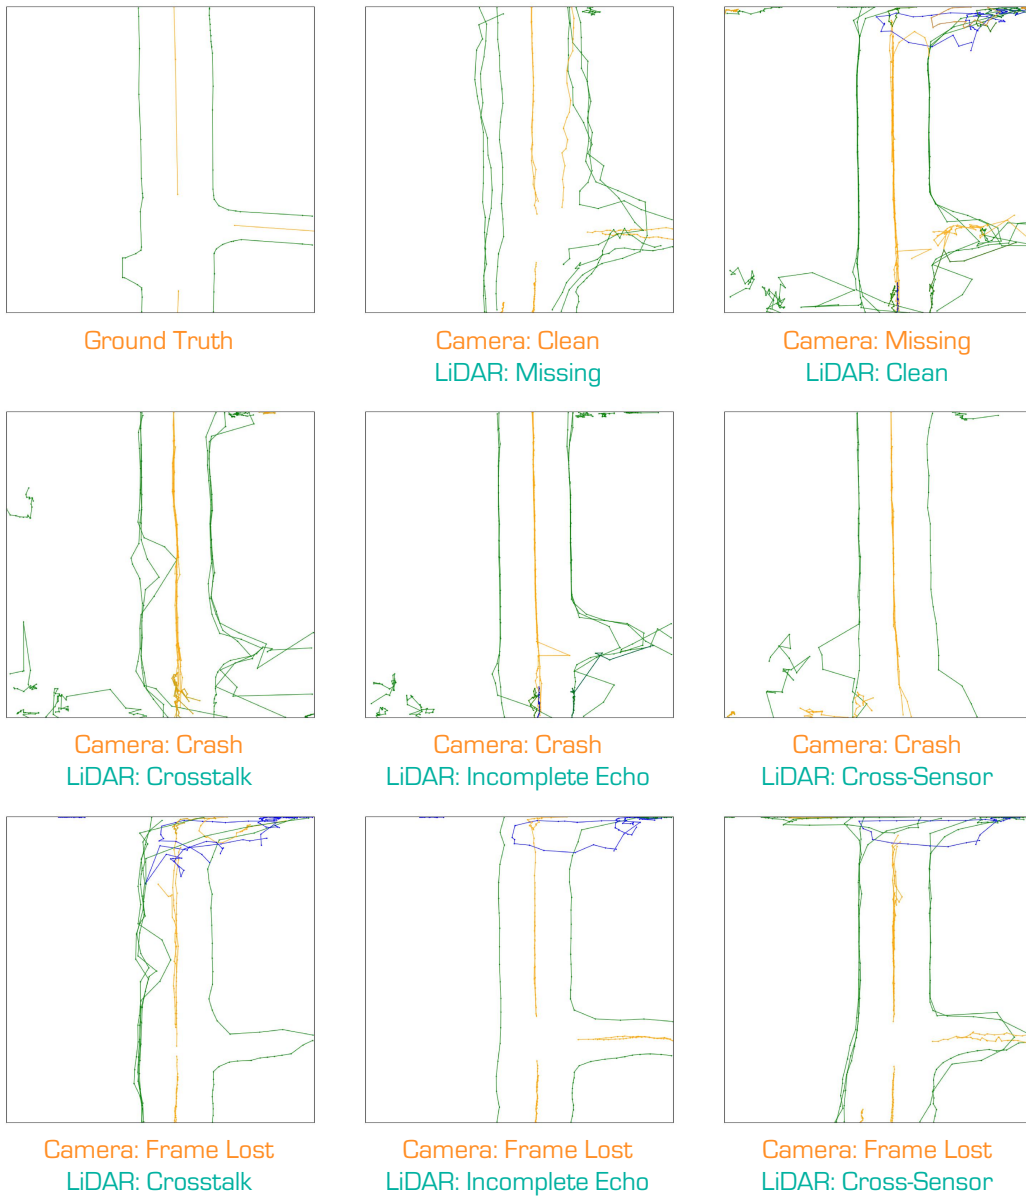 Ground Truth
Camera: Clean
LiDAR: Missing
Camera: Missing
LiDAR: Clean
Camera: Crash
LiDAR: Crosstalk
Camera: Crash
LiDAR: Incomplete Echo
Camera: Crash
LiDAR: Cross-Sensor
Camera: Frame Lost
LiDAR: Crosstalk
Camera: Frame Lost
LiDAR: Incomplete Echo
Camera: Frame Lost
LiDAR: Cross-Sensor